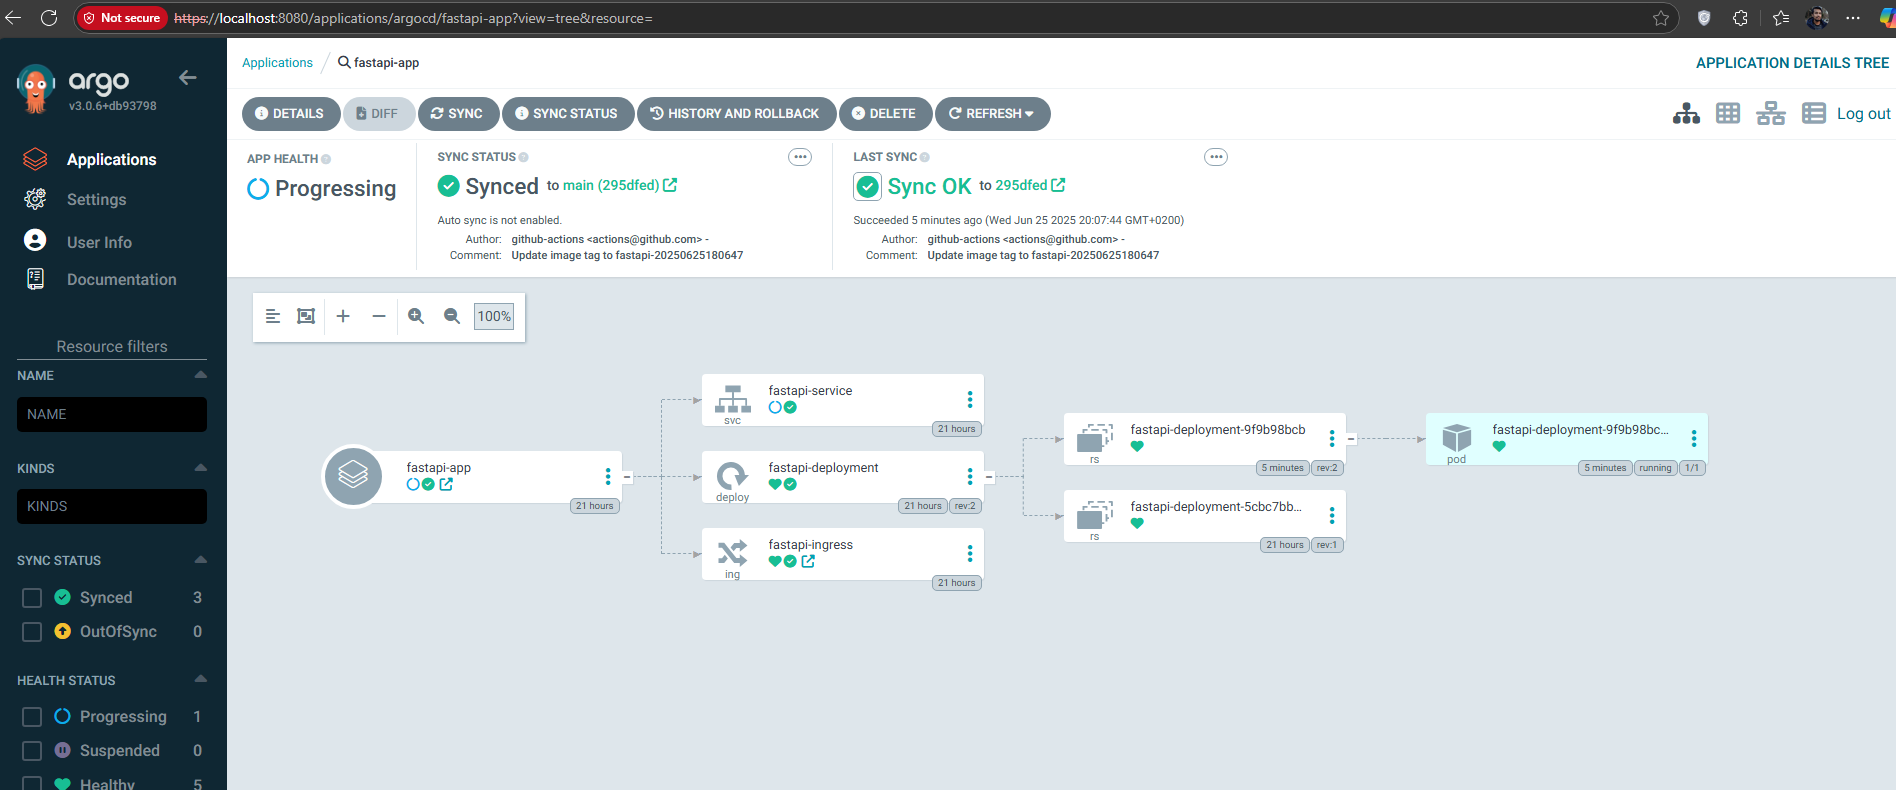 Not secure https://localhost:8080/applications/argocd/fastapi-app?view=tree&resource=
argo
v3.0.6+db93798
Applications
Settings
User Info
Documentation
Resource filters
NAME
NAME
KINDS
KINDS
SYNC STATUS
Synced 3
OutOfSync 0
HEALTH STATUS
Progressing 1
Suspended 0
Healthy 5
Applications / fastapi-app
APPLICATION DETAILS TREE
DETAILS DIFF SYNC SYNC STATUS HISTORY AND ROLLBACK DELETE REFRESH
Log out
APP HEALTH
Progressing
SYNC STATUS
Synced to main (295dfed)
Auto sync is not enabled.
Author: github-actions <actions@github.com> -
Comment: Update image tag to fastapi-20250625180647
LAST SYNC
Sync OK to 295dfed
Succeeded 5 minutes ago (Wed Jun 25 2025 20:07:44 GMT+0200)
Author: github-actions <actions@github.com> -
Comment: Update image tag to fastapi-20250625180647
100%
fastapi-app
21 hours
fastapi-service
svc
21 hours
fastapi-deployment
deploy
21 hours rev:2
fastapi-ingress
ing
21 hours
fastapi-deployment-9f9b98bcb
rs
5 minutes rev:2
fastapi-deployment-5cbc7bb...
rs
21 hours rev:1
fastapi-deployment-9f9b98bc...
pod
5 minutes running 1/1